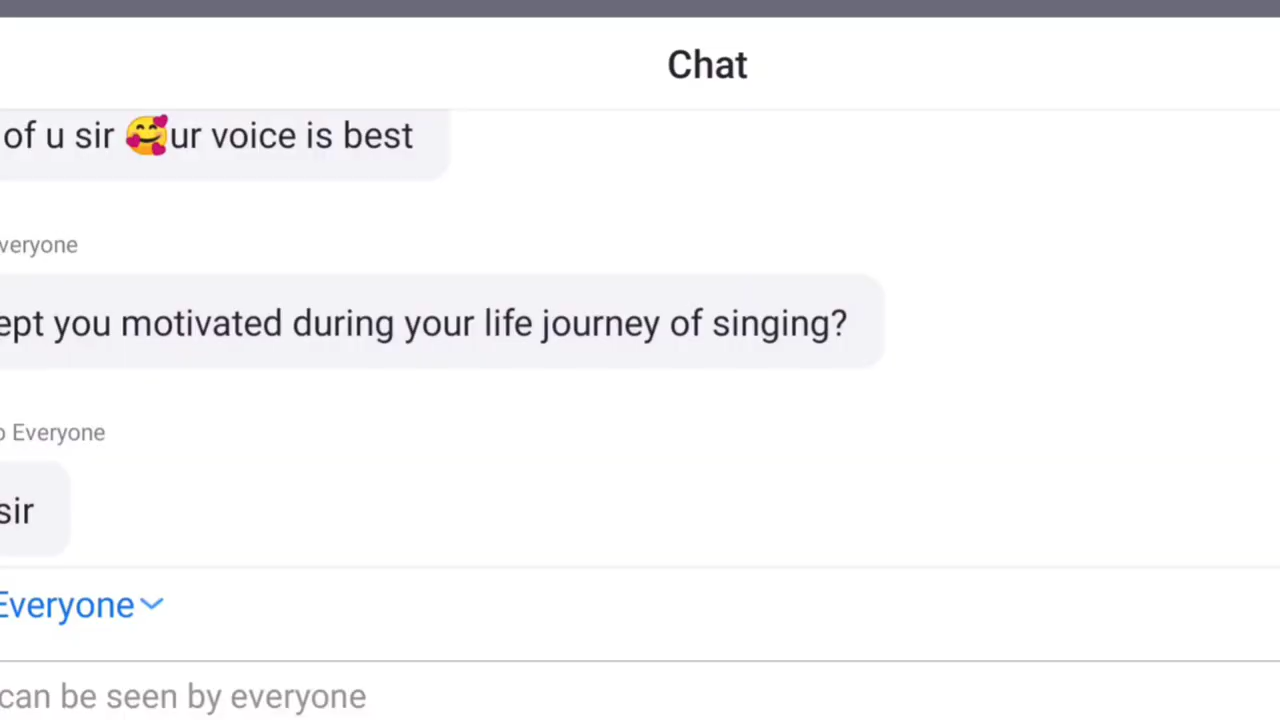 Chat
of u sir 🥰ur voice is best
veryone
ept you motivated during your life journey of singing?
o Everyone
sir
Everyone
can be seen by everyone